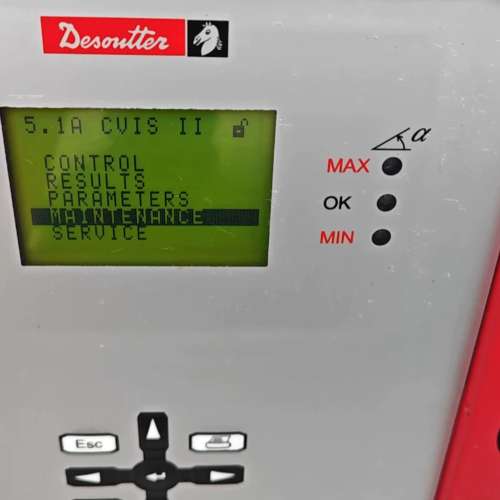 Desoutter
5.1A CVIS II
CONTROL
RESULTS
PARAMETERS
MAINTENANCE
SERVICE
α
MAX
OK
MIN
Esc